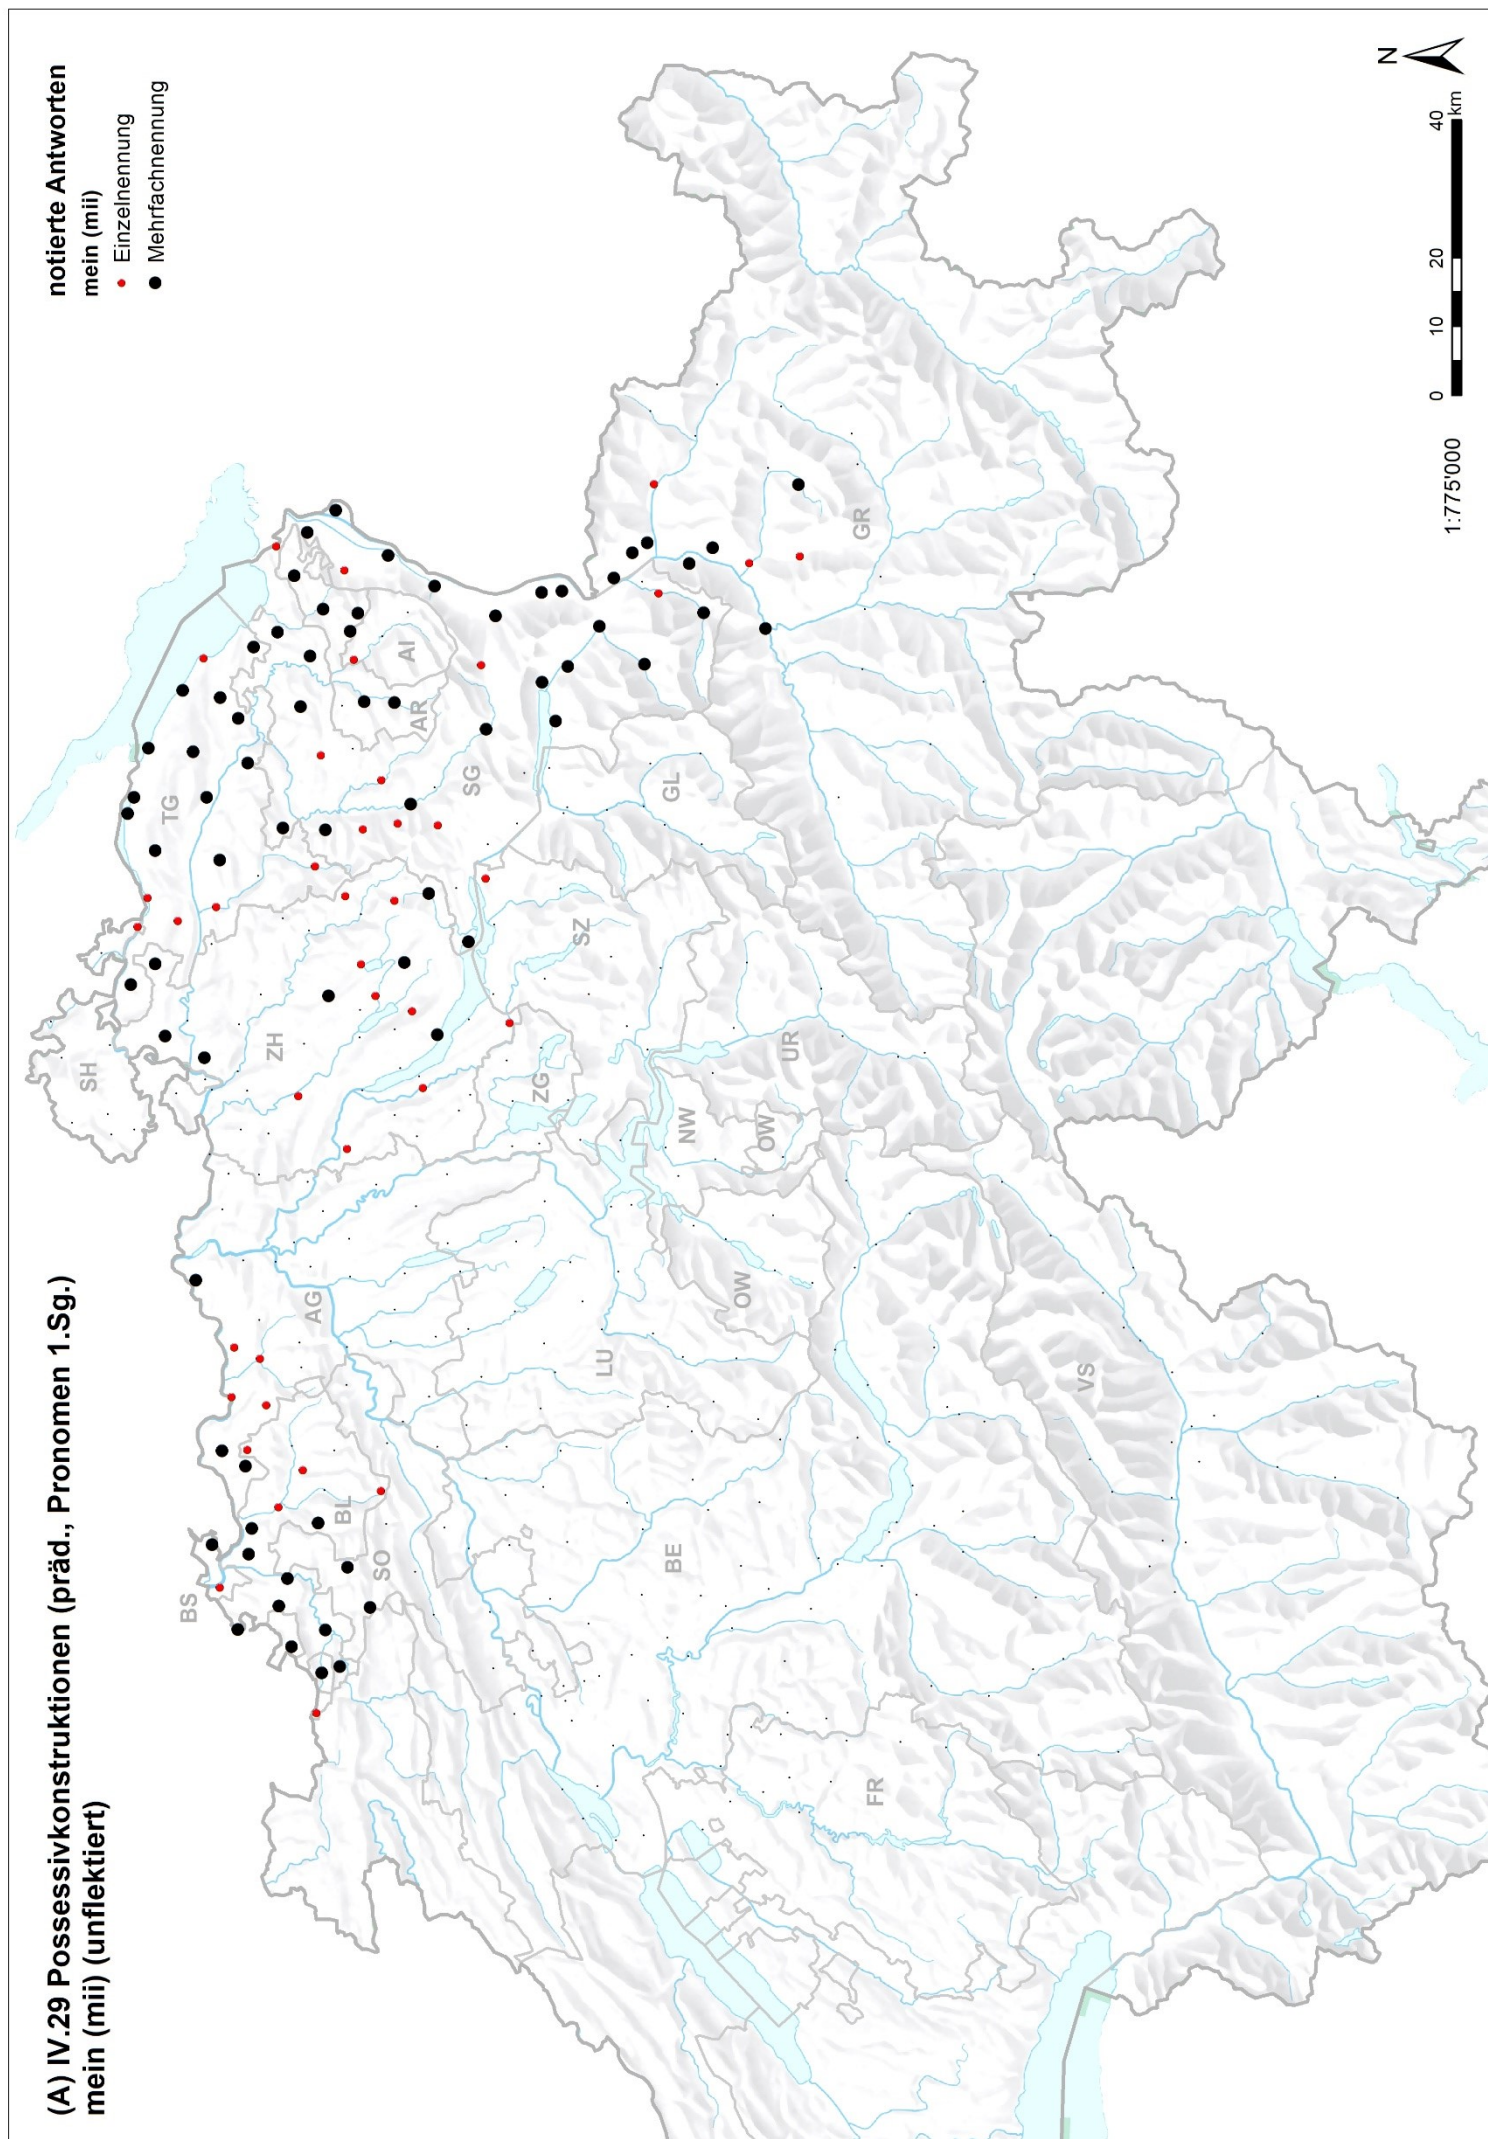 (A) IV.29 Possessivkonstruktionen (präd., Pronomen 1.Sg.)
mein (mii) (unflektiert)
notierte Antworten
mein (mii)
Einzelnennung
Mehrfachnennung
BS
SH
TG
AG
ZH
BL
SO
AR
AI
SG
ZG
SZ
LU
GL
NW
BE
OW
OW
UR
GR
FR
VS
N
1:775'000
0
10
20
40
km